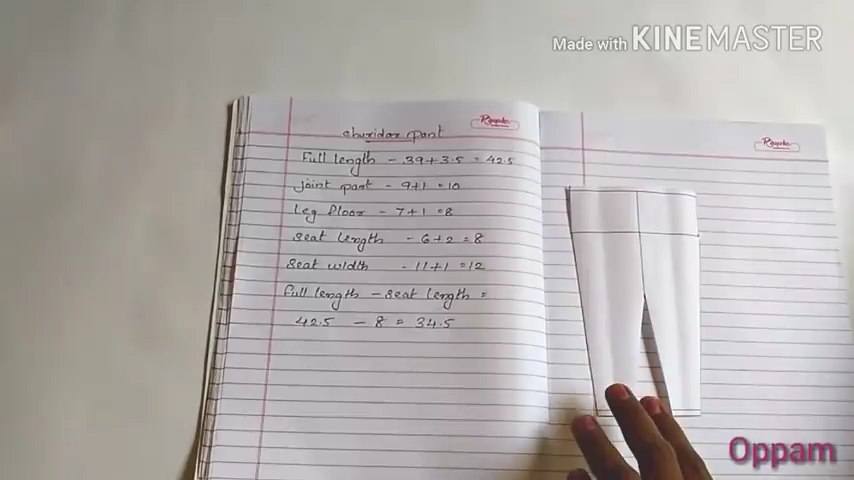 Made with KINEMASTER
Ripple
churidar pant
Full length - 39+3.5 = 42.5
joint part - 9+1 = 10
Leg floor - 7+1 = 8
seat length - 6+2 = 8
seat width - 11+1 = 12
Full length - seat length =
42.5 - 8 = 34.5
Ripple
Oppam